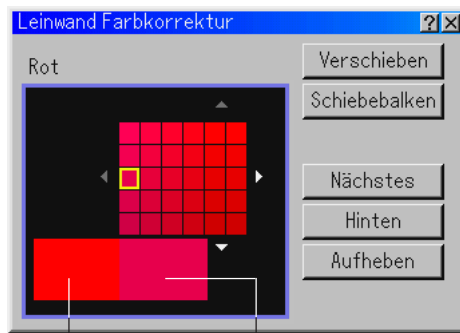 Leinwand Farbkorrektur
Rot
Verschieben
Schiebebalken
Nächstes
Hinten
Aufheben